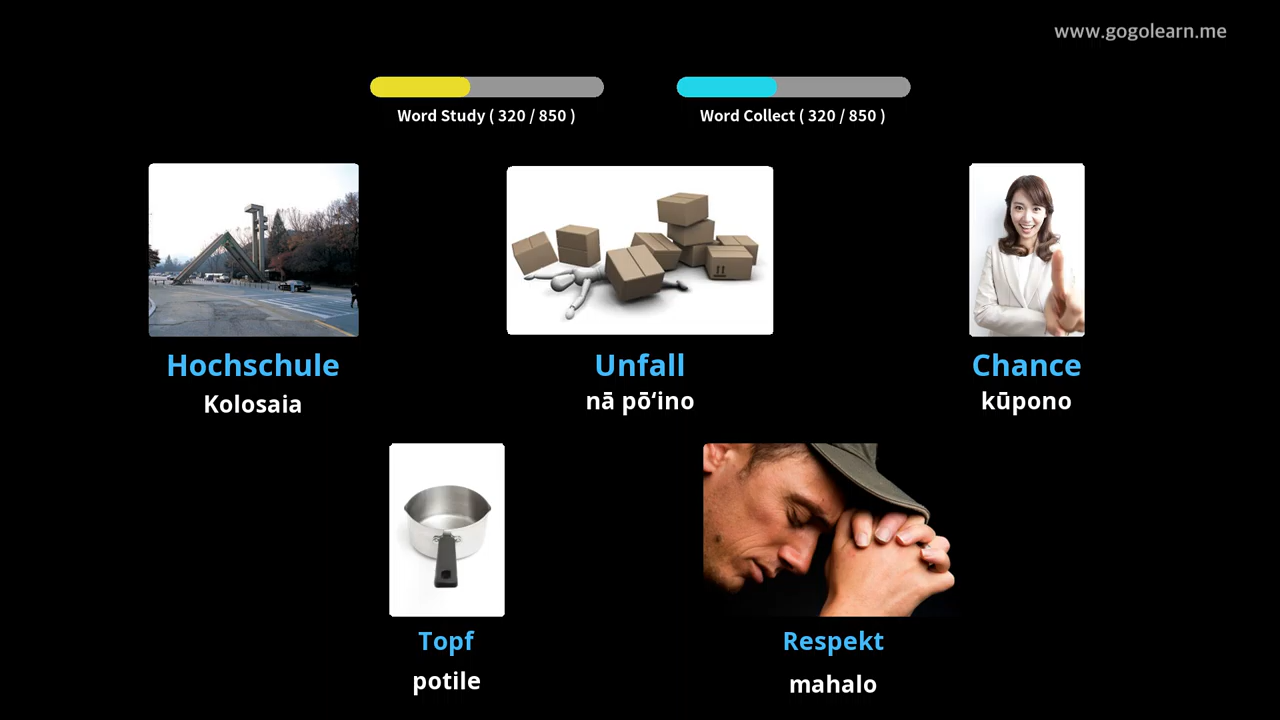 www.gogolearn.me
Word Study ( 320 / 850 )
Word Collect ( 320 / 850 )
Hochschule
Kolosaia
Unfall
nā pōʻino
Chance
kūpono
Topf
potile
Respekt
mahalo